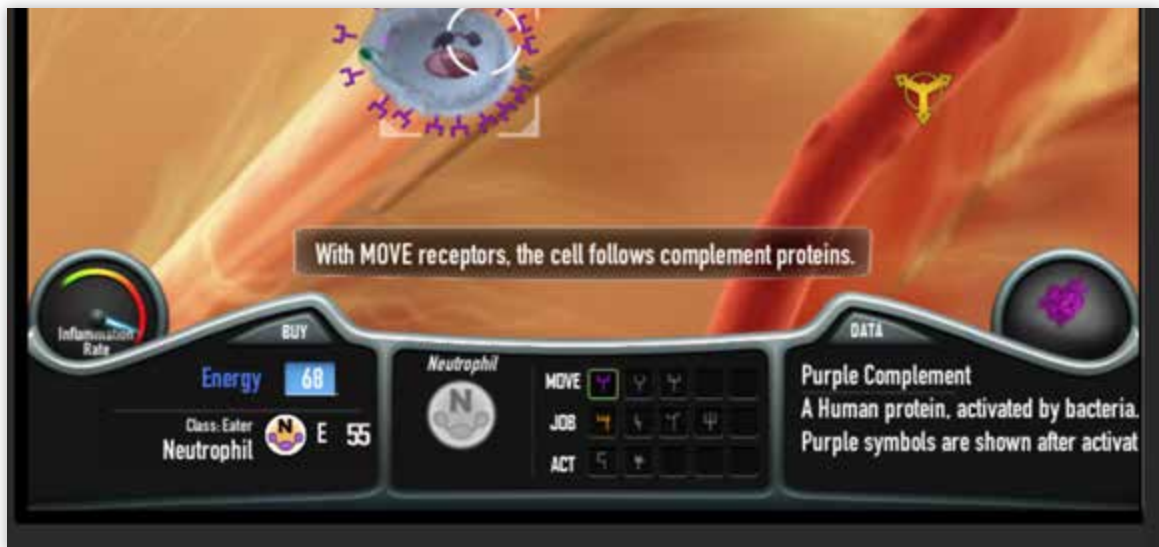 With MOVE receptors, the cell follows complement proteins.
Inflammation
Rate
BUY
Energy 68
Class: Eater
Neutrophil N E 55
Neutrophil
N
MOVE
JOB
ACT
DATA
Purple Complement
A Human protein, activated by bacteria.
Purple symbols are shown after activat